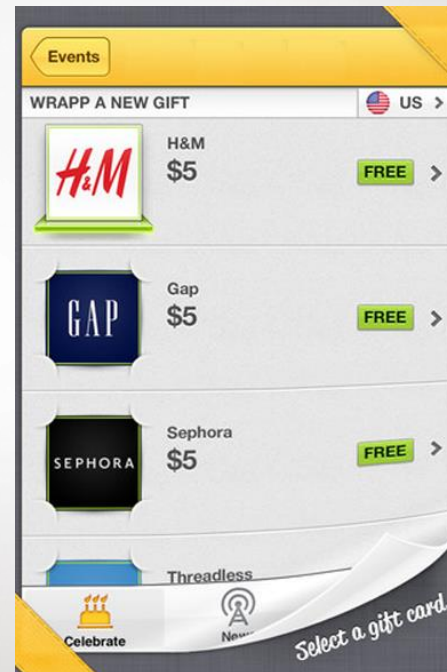 Events
WRAPP A NEW GIFT
US >
H&M
H&M
$5
FREE >
GAP
Gap
$5
FREE >
SEPHORA
Sephora
$5
FREE >
Threadless
Celebrate
New
Select a gift card